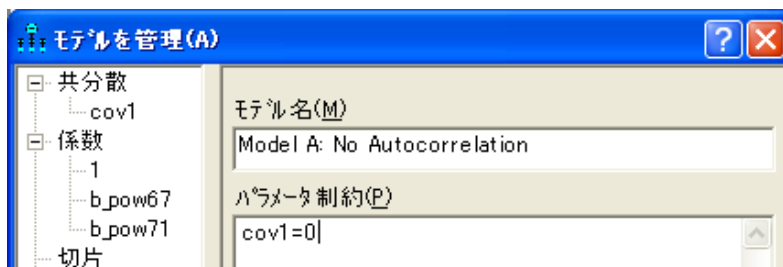 モデルを管理(A)
共分散
cov1
係数
1
b_pow67
b_pow71
切片
モデル名(M)
Model A: No Autocorrelation
パラメータ制約(P)
cov1=0